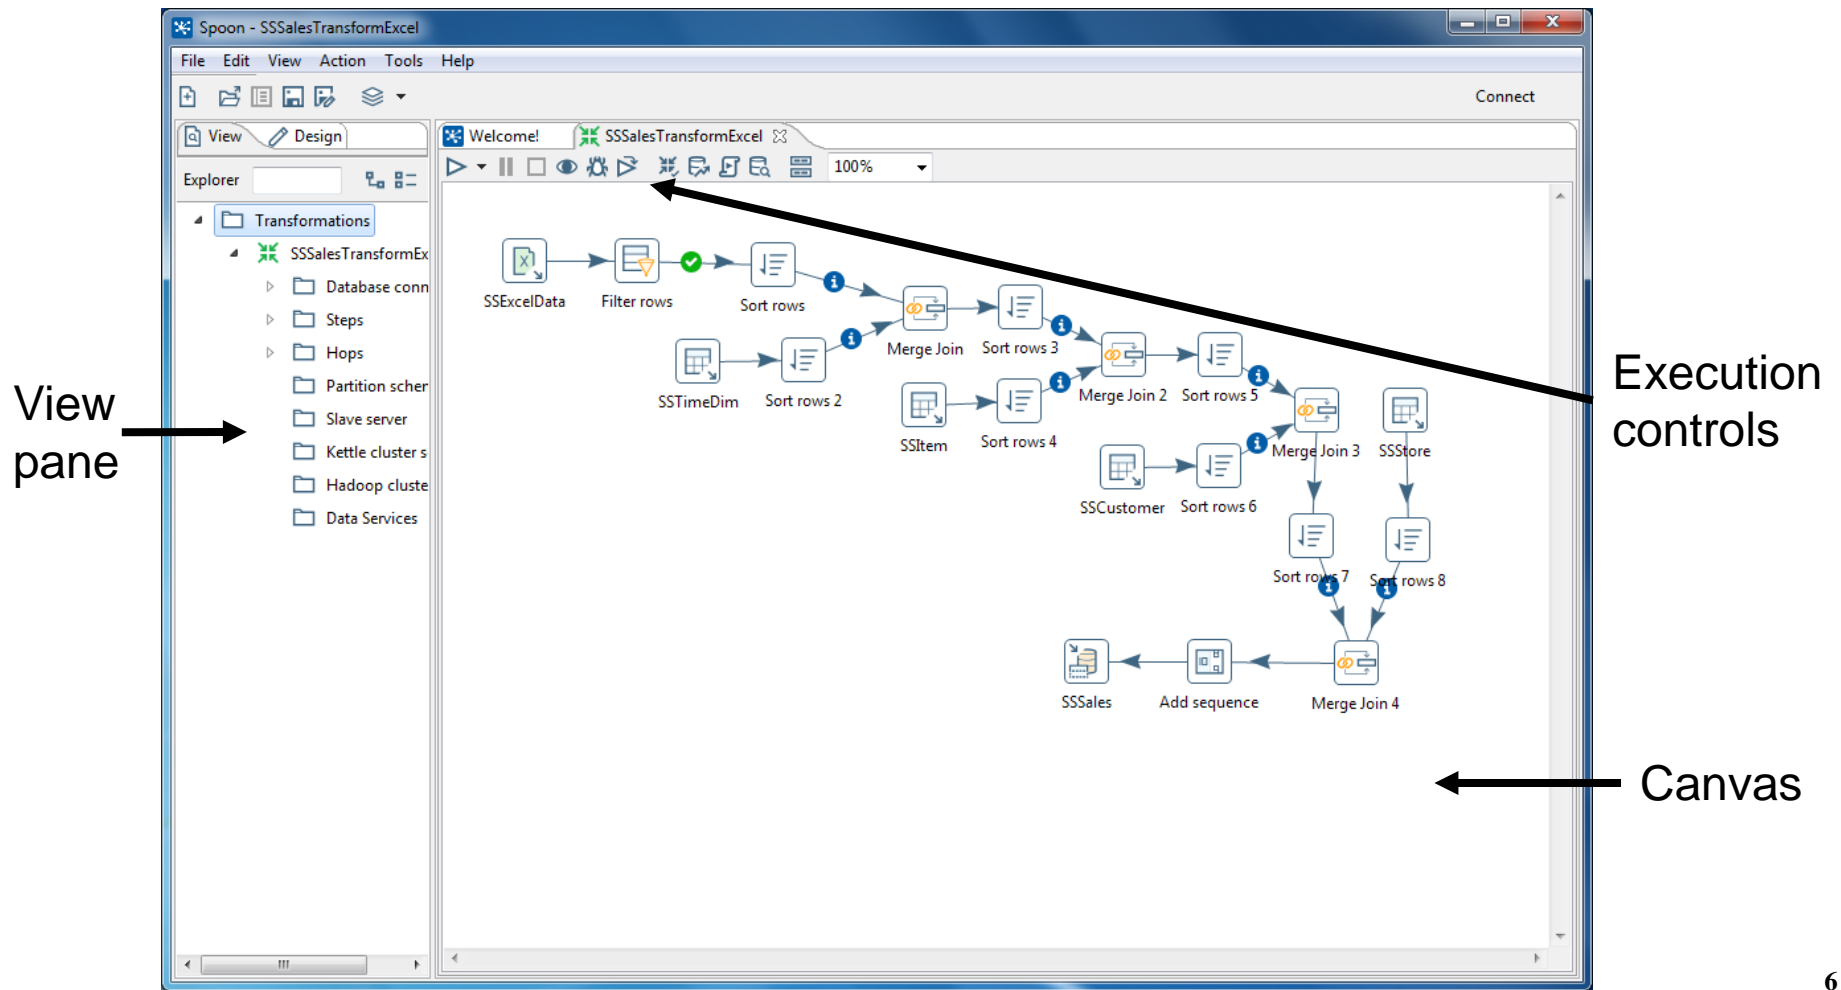 Spoon - SSSalesTransformExcel
File Edit View Action Tools Help
Connect
View Design
Welcome! SSSalesTransformExcel
Explorer
100%
Transformations
SSSalesTransformEx
Database conn
Steps
Hops
Partition scher
Slave server
Kettle cluster s
Hadoop cluste
Data Services
SSExcelData Filter rows Sort rows
Merge Join Sort rows 3
SSTimeDim Sort rows 2
Merge Join 2 Sort rows 5
SSItem Sort rows 4
Merge Join 3 SSStore
SSCustomer Sort rows 6
Sort rows 7 Sort rows 8
SSSales Add sequence Merge Join 4
View
pane
Execution
controls
Canvas
6